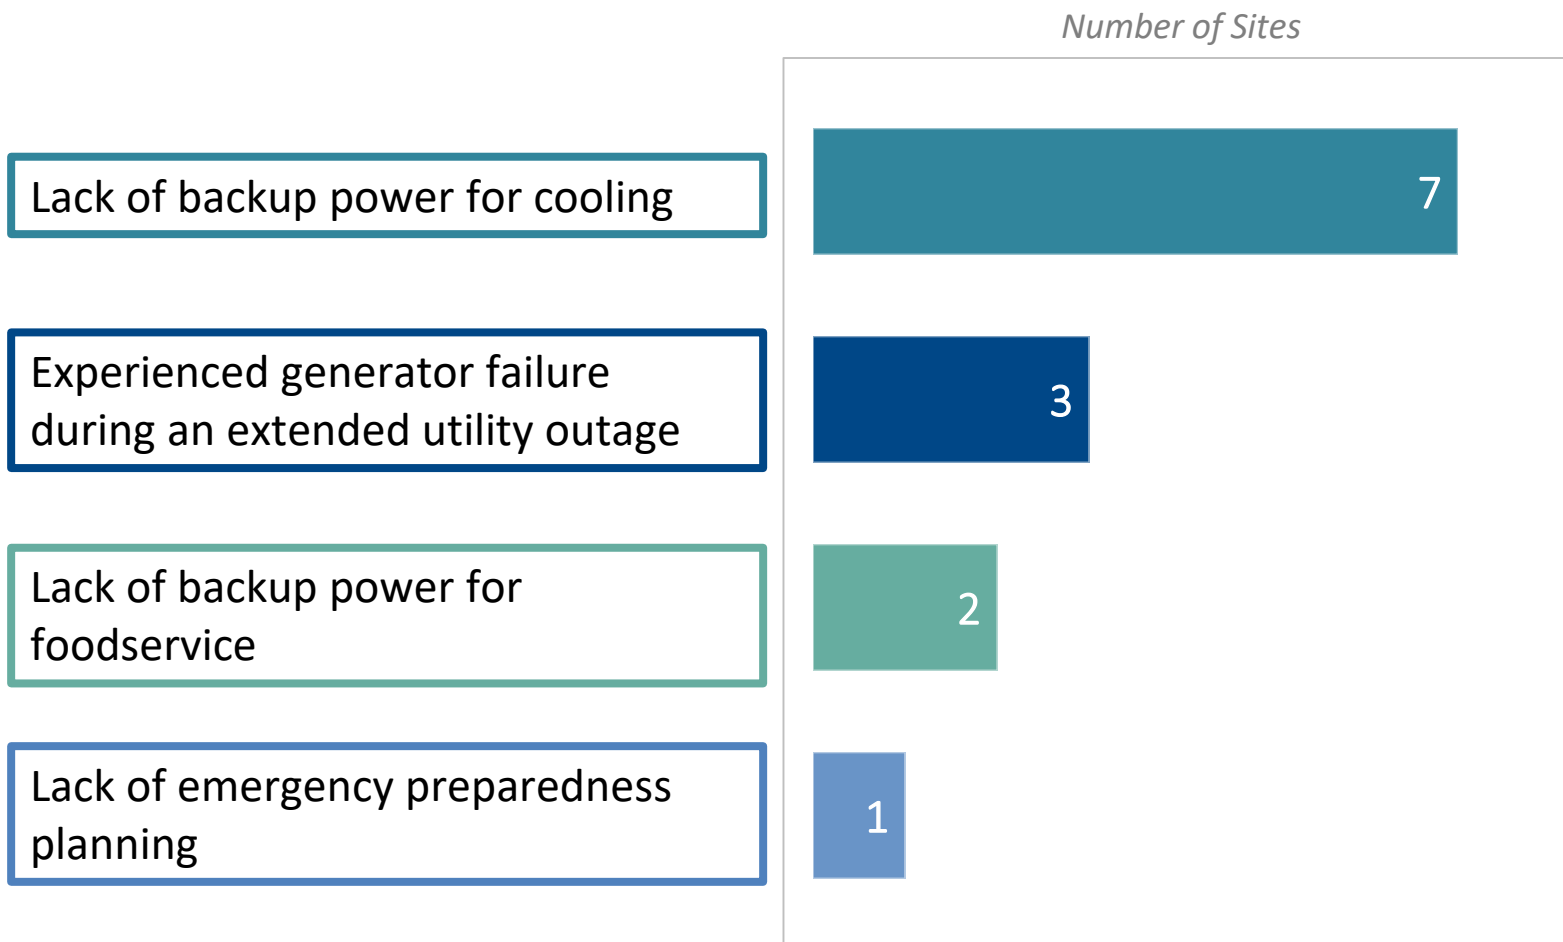 Number of Sites
Lack of backup power for cooling
7
Experienced generator failure
during an extended utility outage
3
Lack of backup power for
foodservice
2
Lack of emergency preparedness
planning
1